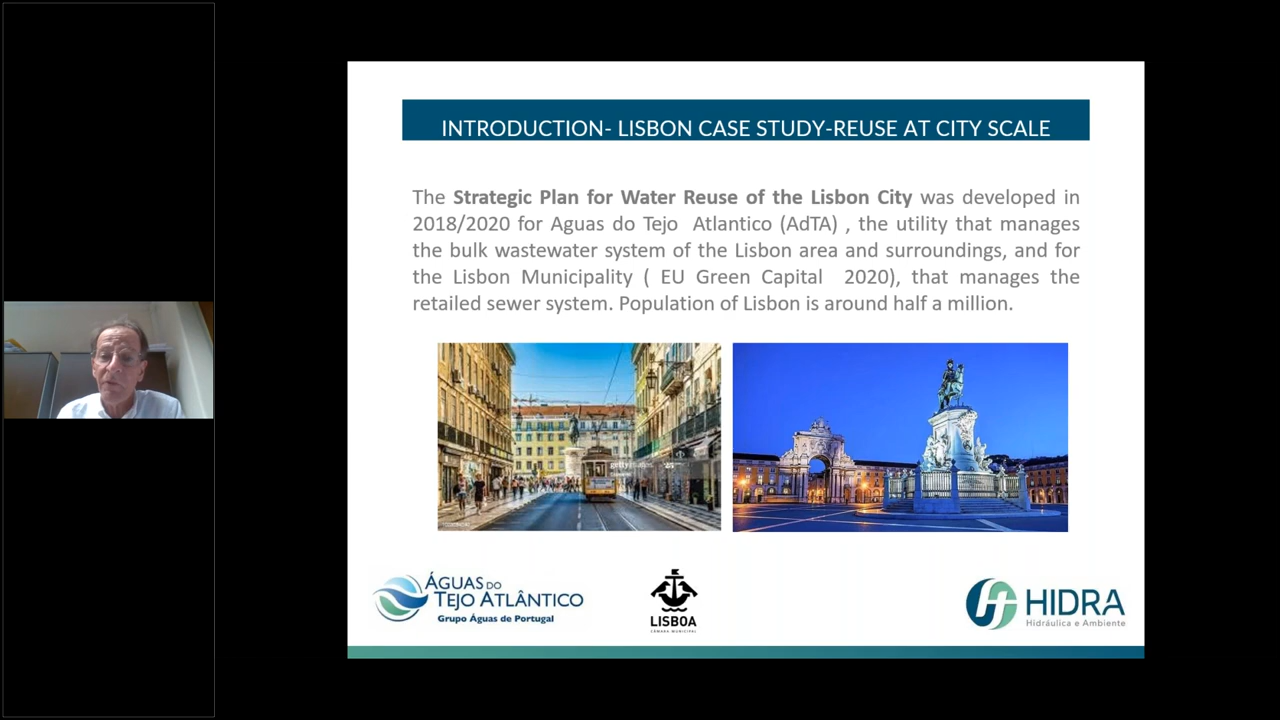 INTRODUCTION- LISBON CASE STUDY-REUSE AT CITY SCALE
The Strategic Plan for Water Reuse of the Lisbon City was developed in
2018/2020 for Aguas do Tejo Atlantico (AdTA) , the utility that manages
the bulk wastewater system of the Lisbon area and surroundings, and for
the Lisbon Municipality ( EU Green Capital 2020), that manages the
retailed sewer system. Population of Lisbon is around half a million.
gettyimages
ÁGUAS DO
TEJO ATLÂNTICO
Grupo Águas de Portugal
LISBOA
CÂMARA MUNICIPAL
HIDRA
Hidráulica e Ambiente